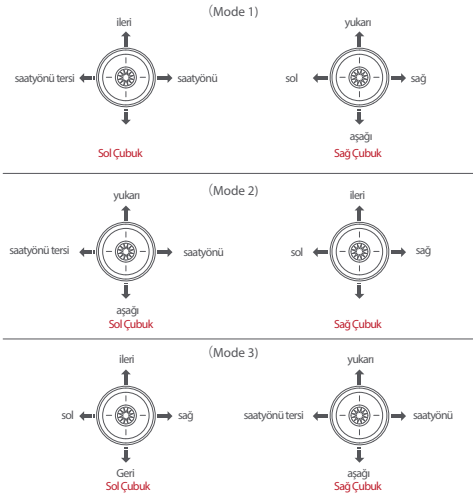 (Mode 1)
ileri
yukarı
saatyönü tersi
saatyönü
sol
sağ
aşağı
Sol Çubuk
Sağ Çubuk
(Mode 2)
yukarı
ileri
saatyönü tersi
saatyönü
sol
sağ
aşağı
Sol Çubuk
Sağ Çubuk
(Mode 3)
ileri
yukarı
sol
sağ
saatyönü tersi
saatyönü
Geri
aşağı
Sol Çubuk
Sağ Çubuk